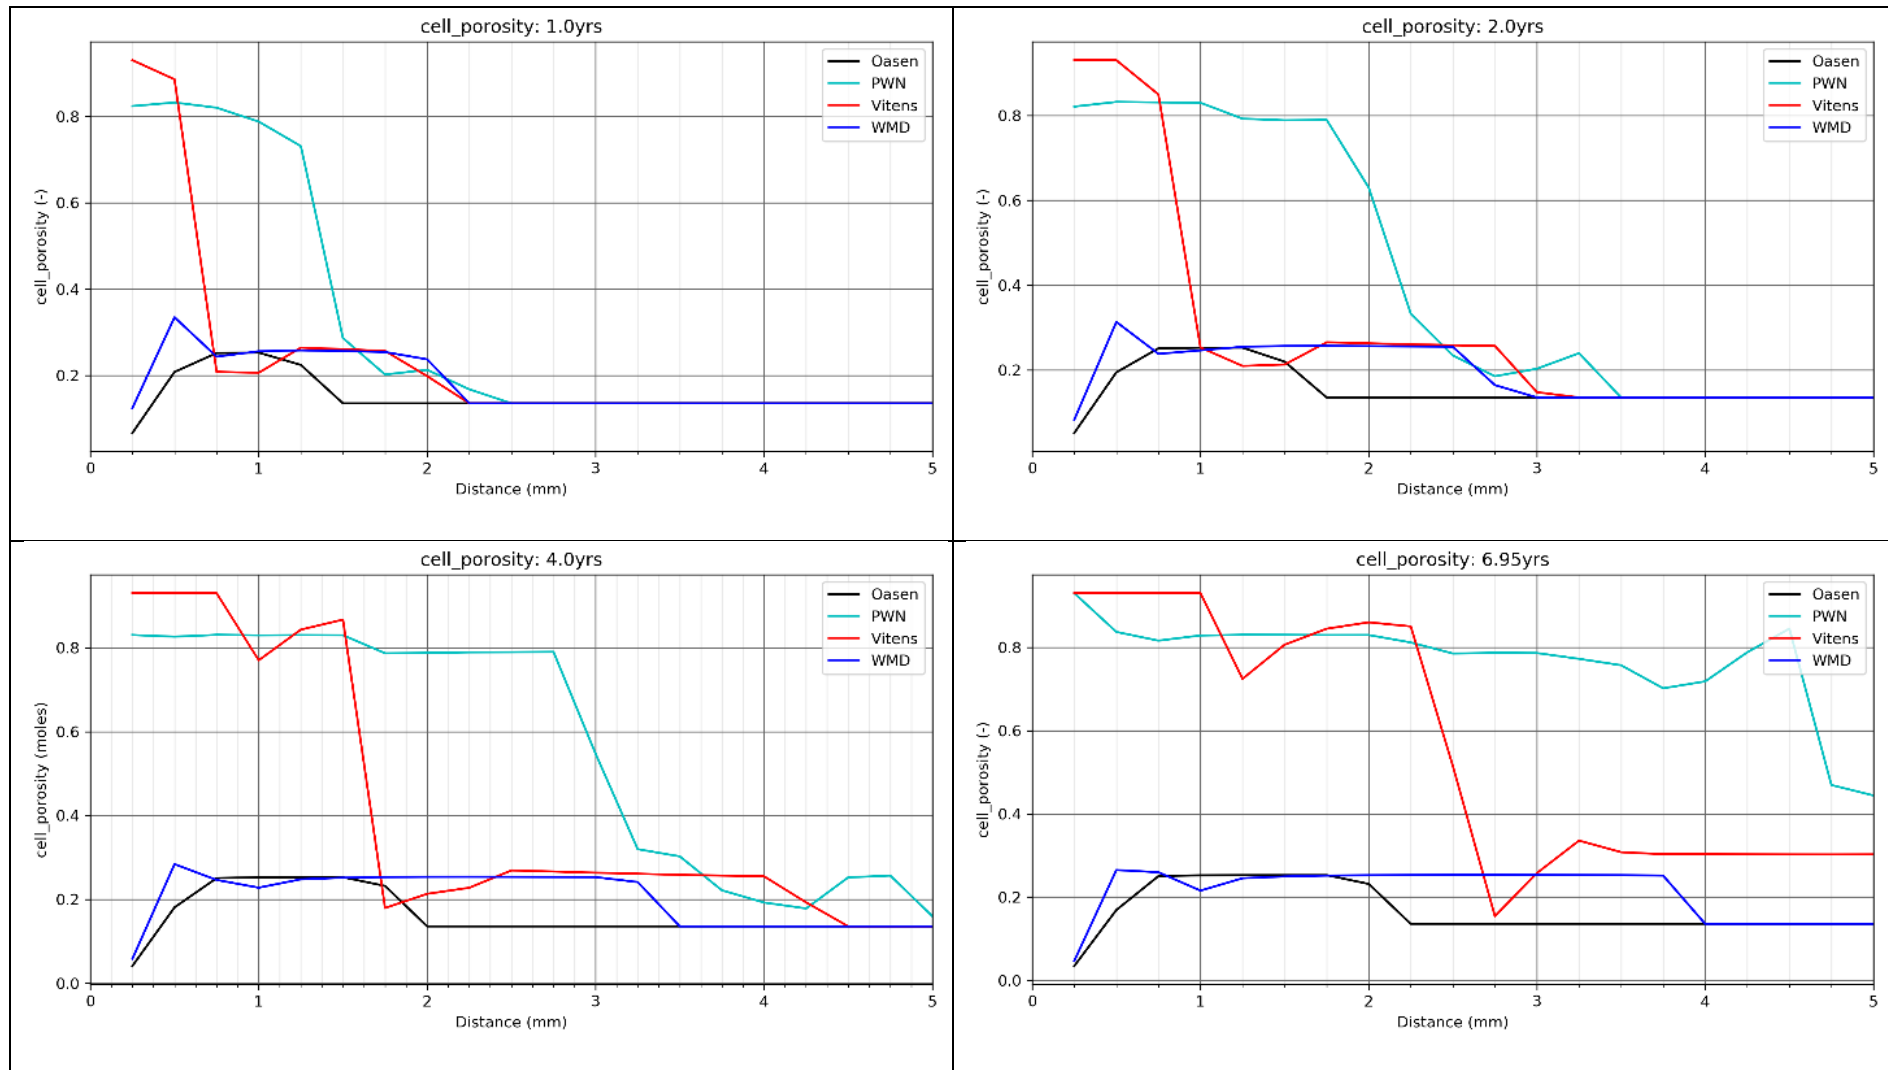 cell_porosity: 1.0yrs
Oasen
PWN
Vitens
WMD
0.8
0.6
0.4
0.2
cell_porosity (-)
0 1 2 3 4 5
Distance (mm)
cell_porosity: 2.0yrs
Oasen
PWN
Vitens
WMD
0.8
0.6
0.4
0.2
cell_porosity (-)
0 1 2 3 4 5
Distance (mm)
cell_porosity: 4.0yrs
Oasen
PWN
Vitens
WMD
0.8
0.6
0.4
0.2
0.0
cell_porosity (moles)
0 1 2 3 4 5
Distance (mm)
cell_porosity: 6.95yrs
Oasen
PWN
Vitens
WMD
0.8
0.6
0.4
0.2
0.0
cell_porosity (-)
0 1 2 3 4 5
Distance (mm)